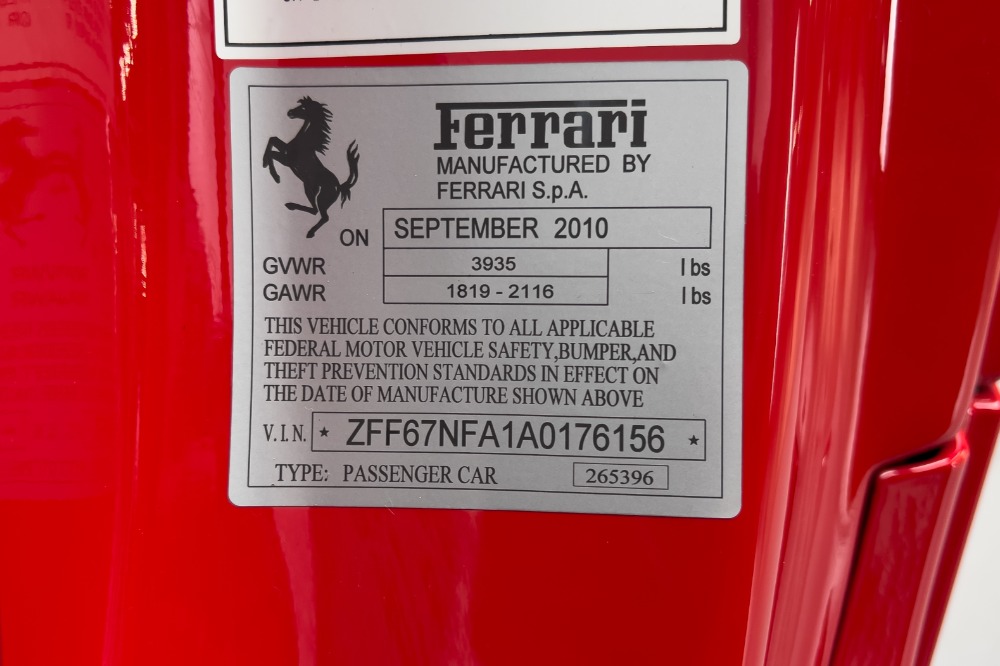 Ferrari
MANUFACTURED BY
FERRARI S.p.A.
ON SEPTEMBER 2010
GVWR 3935 lbs
GAWR 1819 - 2116 lbs
THIS VEHICLE CONFORMS TO ALL APPLICABLE
FEDERAL MOTOR VEHICLE SAFETY,BUMPER,AND
THEFT PREVENTION STANDARDS IN EFFECT ON
THE DATE OF MANUFACTURE SHOWN ABOVE
V.I.N. ★ ZFF67NFA1A0176156 ★
TYPE: PASSENGER CAR 265396